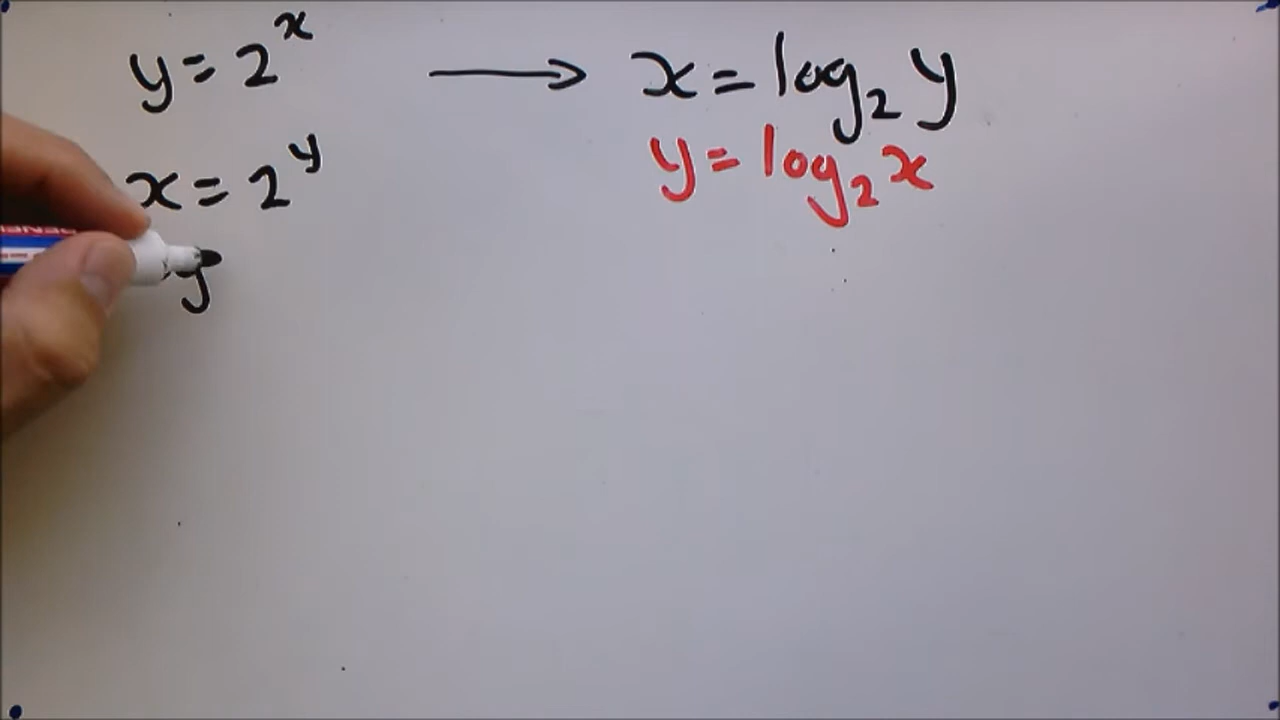 y = 2^x → x = log₂ y
y = log₂ x
x = 2^y
y